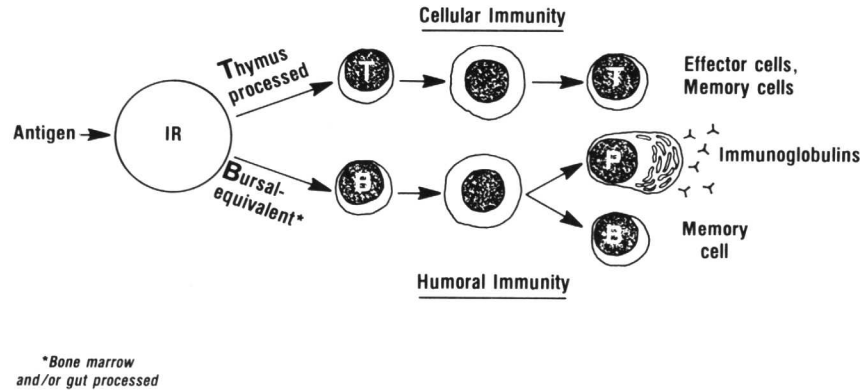 Cellular Immunity
Thymus
processed
T
T
Effector cells,
Memory cells
Antigen
IR
Bursal-
equivalent*
B
P
Immunoglobulins
B
Memory
cell
Humoral Immunity
*Bone marrow
and/or gut processed